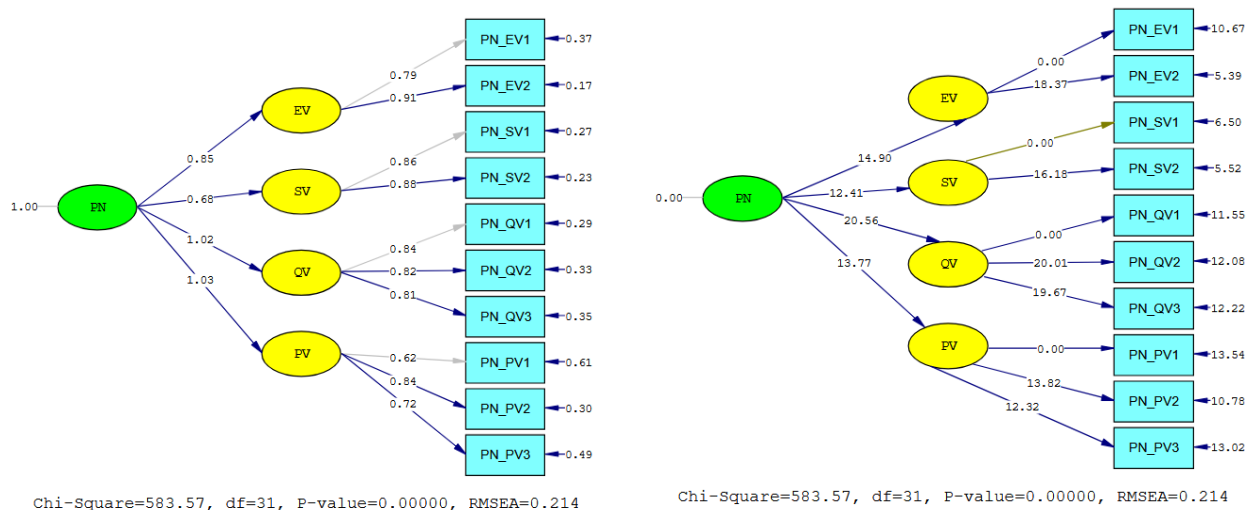 PN_EV1
0.37
0.79
PN_EV2
0.17
0.91
EV
PN_SV1
0.27
0.86
0.85
PN_SV2
0.23
0.88
SV
0.68
1.00
PN
PN_QV1
0.29
0.84
1.02
PN_QV2
0.33
0.82
QV
1.03
PN_QV3
0.35
0.81
PV
PN_PV1
0.61
0.62
PN_PV2
0.30
0.84
0.72
PN_PV3
0.49
Chi-Square=583.57, df=31, P-value=0.00000, RMSEA=0.214
PN_EV1
10.67
0.00
PN_EV2
5.39
18.37
EV
PN_SV1
6.50
0.00
14.90
PN_SV2
5.52
16.18
SV
12.41
0.00
PN
PN_QV1
11.55
0.00
20.56
PN_QV2
12.08
20.01
QV
13.77
PN_QV3
12.22
19.67
PV
PN_PV1
13.54
0.00
PN_PV2
10.78
13.82
12.32
PN_PV3
13.02
Chi-Square=583.57, df=31, P-value=0.00000, RMSEA=0.214